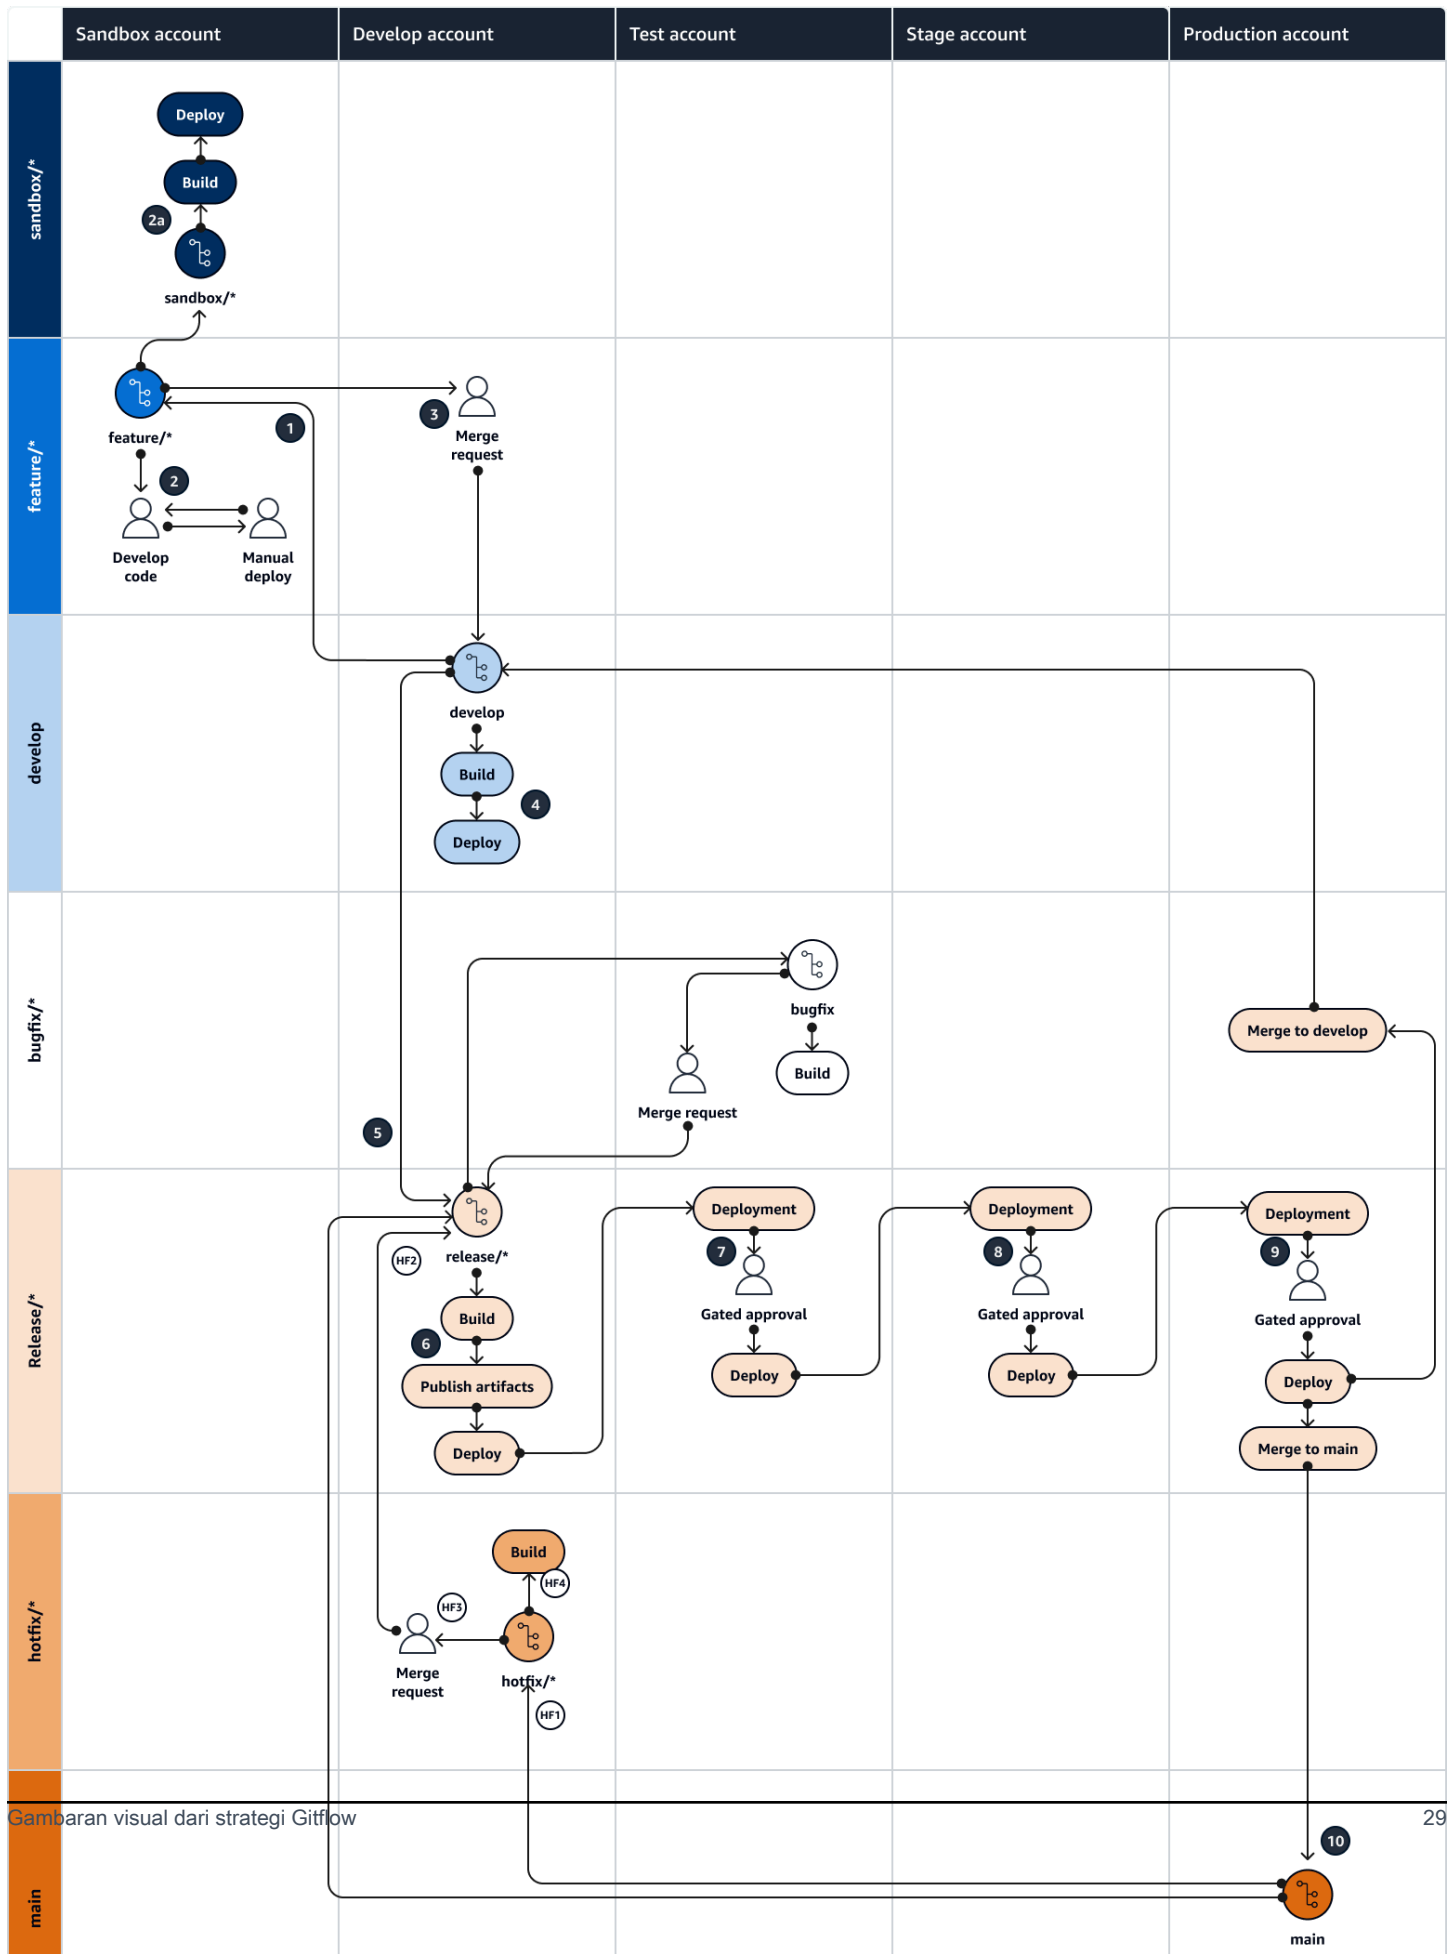 Sandbox account
Develop account
Test account
Stage account
Production account
sandbox/*
Deploy
Build
2a
sandbox/*
feature/*
feature/*
1
3
Merge
request
2
Develop
code
Manual
deploy
develop
develop
Build
4
Deploy
bugfix/*
bugfix
Build
Merge request
Merge to develop
5
Release/*
release/*
HF2
Build
6
Publish artifacts
Deploy
Deployment
7
Gated approval
Deploy
Deployment
8
Gated approval
Deploy
Deployment
9
Gated approval
Deploy
Merge to main
hotfix/*
Build
HF4
HF3
Merge
request
hotfix/*
HF1
Gambaran visual dari strategi Gitflow
29
main
10
main